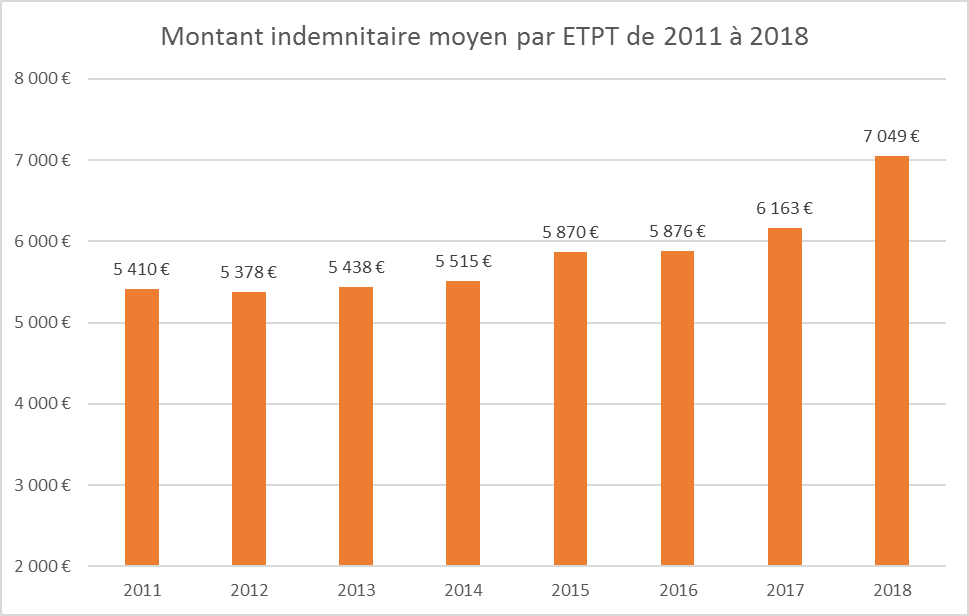 Montant indemnitaire moyen par ETPT de 2011 à 2018
8 000 €
7 000 €
6 000 €
5 000 €
4 000 €
3 000 €
2 000 €
5 410 €
5 378 €
5 438 €
5 515 €
5 870 €
5 876 €
6 163 €
7 049 €
2011 2012 2013 2014 2015 2016 2017 2018